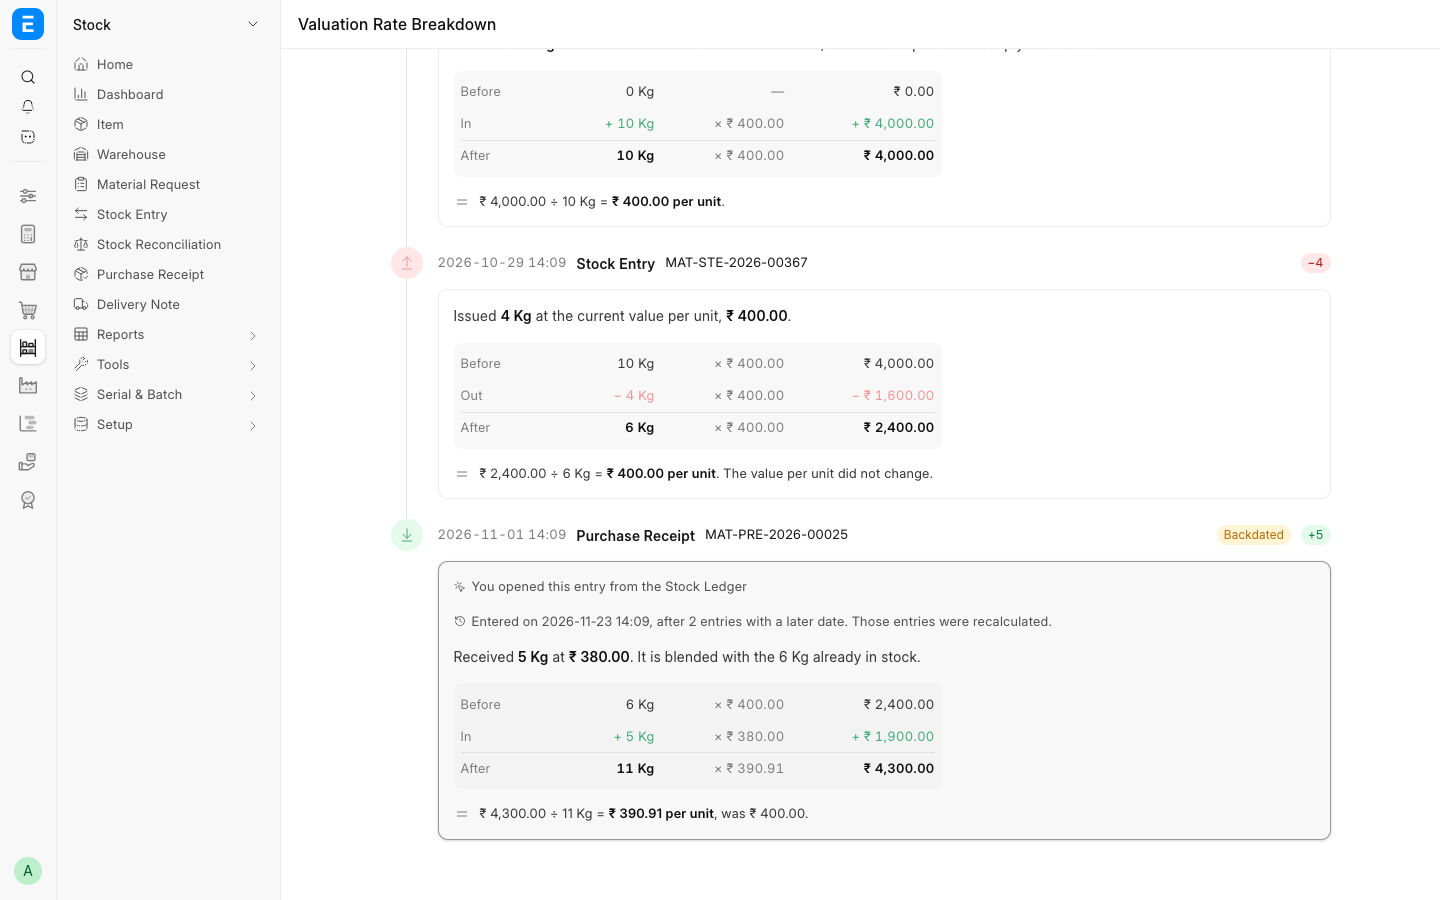 E
Stock
Home
Dashboard
Item
Warehouse
Material Request
Stock Entry
Stock Reconciliation
Purchase Receipt
Delivery Note
Reports
Tools
Serial & Batch
Setup
A
Valuation Rate Breakdown
Before 0 Kg — ₹ 0.00
In + 10 Kg × ₹ 400.00 + ₹ 4,000.00
After 10 Kg × ₹ 400.00 ₹ 4,000.00
= ₹ 4,000.00 ÷ 10 Kg = ₹ 400.00 per unit.
2026-10-29 14:09 Stock Entry MAT-STE-2026-00367 −4
Issued 4 Kg at the current value per unit, ₹ 400.00.
Before 10 Kg × ₹ 400.00 ₹ 4,000.00
Out − 4 Kg × ₹ 400.00 − ₹ 1,600.00
After 6 Kg × ₹ 400.00 ₹ 2,400.00
= ₹ 2,400.00 ÷ 6 Kg = ₹ 400.00 per unit. The value per unit did not change.
2026-11-01 14:09 Purchase Receipt MAT-PRE-2026-00025 Backdated +5
You opened this entry from the Stock Ledger
Entered on 2026-11-23 14:09, after 2 entries with a later date. Those entries were recalculated.
Received 5 Kg at ₹ 380.00. It is blended with the 6 Kg already in stock.
Before 6 Kg × ₹ 400.00 ₹ 2,400.00
In + 5 Kg × ₹ 380.00 + ₹ 1,900.00
After 11 Kg × ₹ 390.91 ₹ 4,300.00
= ₹ 4,300.00 ÷ 11 Kg = ₹ 390.91 per unit, was ₹ 400.00.